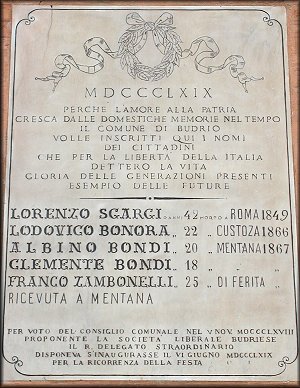 MDCCCLXIX
PERCHE L'AMORE ALLA PATRIA
CRESCA DALLE DOMESTICHE MEMORIE NEL TEMPO
IL COMUNE DI BUDRIO
VOLLE INSCRITTI QUI I NOMI
DEI CITTADINI
CHE PER LA LIBERTA DELLA ITALIA
DETTERO LA VITA
GLORIA DELLE GENERAZIONI PRESENTI
ESEMPIO DELLE FUTURE
LORENZO SGARGI D'ANNI 42 MORTO A ROMA 1849
LODOVICO BONORA „ 22 „ CUSTOZA 1866
ALBINO BONDI „ 20 „ MENTANA 1867
CLEMENTE BONDI „ 18 „ „ „
FRANCO ZAMBONELLI „ 25 „ DI FERITA „
RICEVUTA A MENTANA
PER VOTO DEL CONSIGLIO COMUNALE NEL V NOV. MDCCCLXVIII
PROPONENTE LA SOCIETÀ LIBERALE BUDRIESE
IL R. DELEGATO STRAORDINARIO
DISPONEVA S'INAUGURASSE IL VI GIUGNO MDCCCLXIX
PER LA RICORRENZA DELLA FESTA